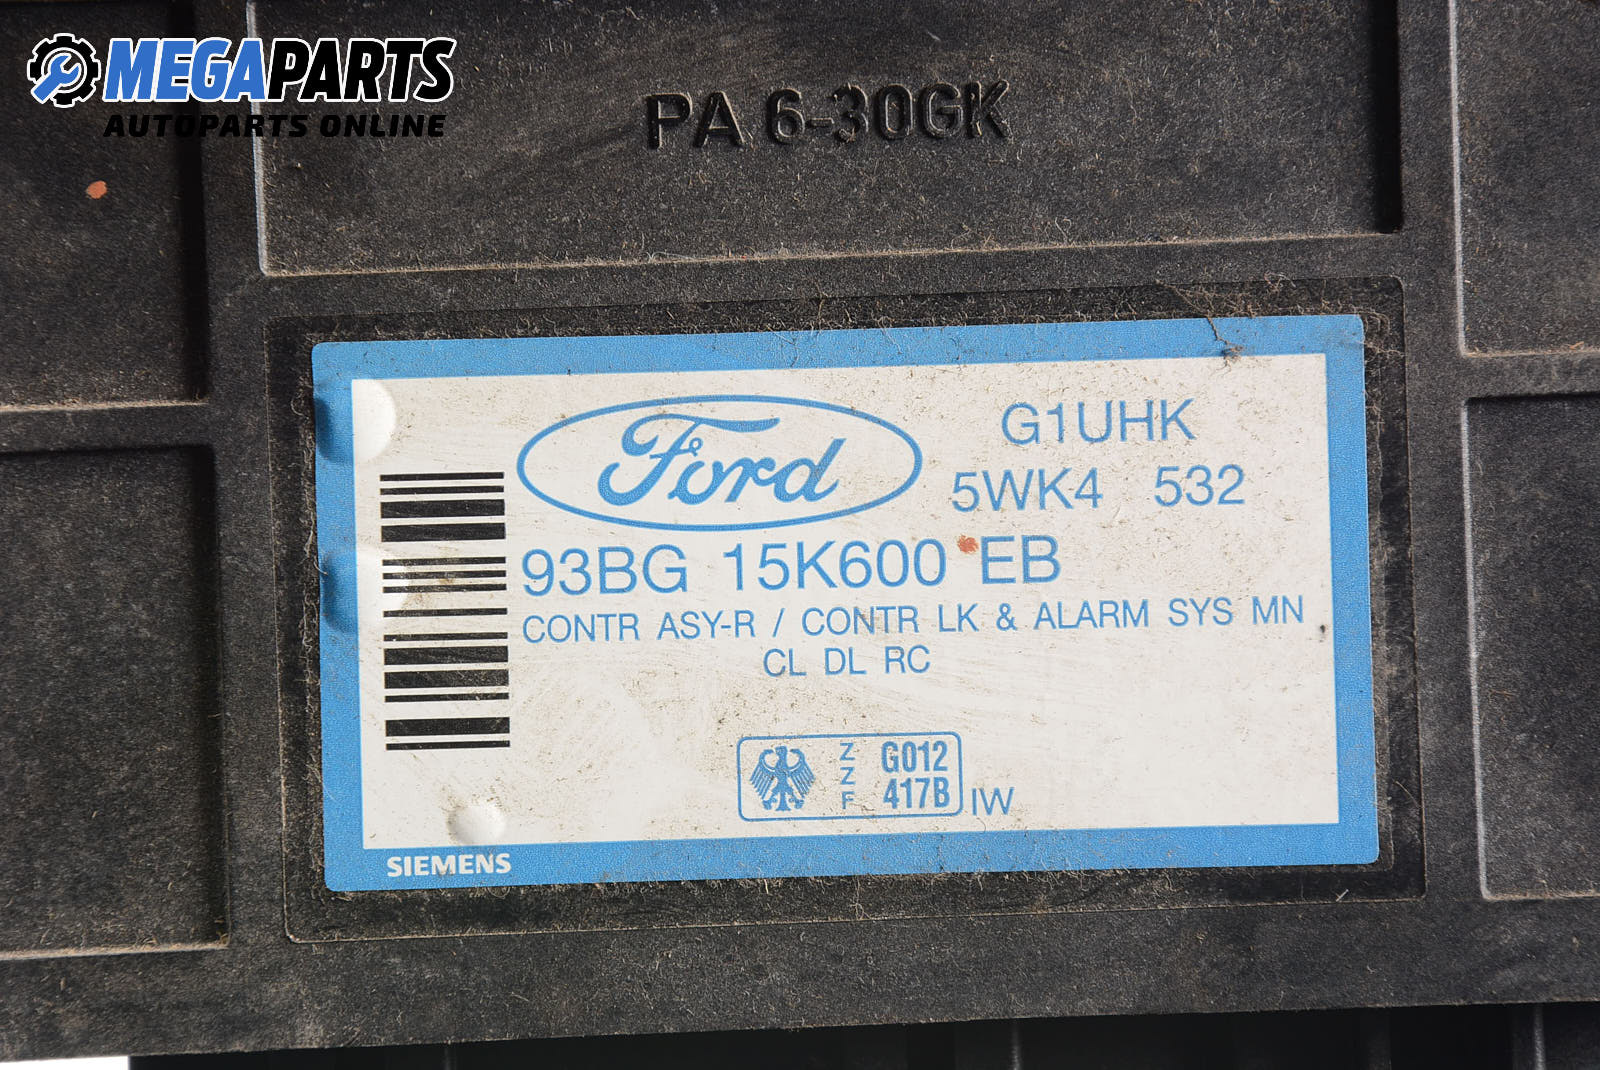 MEGAPARTS
AUTOPARTS ONLINE
PA 6-30GK
Ford
G1UHK
5WK4 532
93BG 15K600 EB
CONTR ASY-R / CONTR LK & ALARM SYS MN
CL DL RC
ZZF
G012
417B
IW
SIEMENS